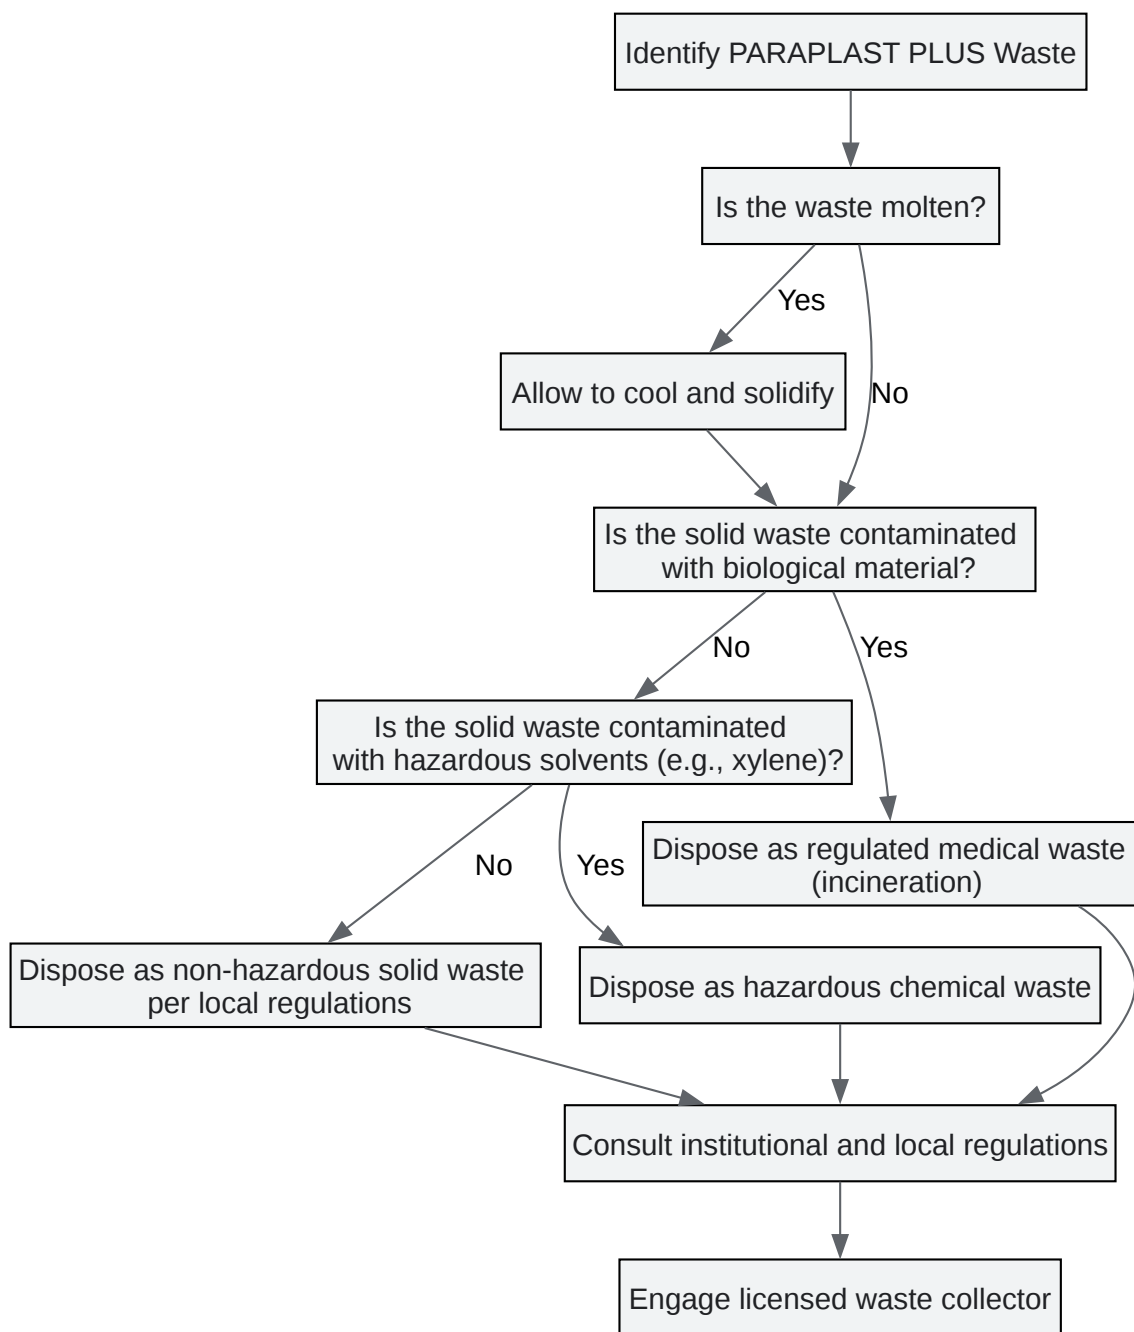 Identify PARAPLAST PLUS Waste
Is the waste molten?
Yes
Allow to cool and solidify
No
Is the solid waste contaminated
with biological material?
No
Yes
Is the solid waste contaminated
with hazardous solvents (e.g., xylene)?
Dispose as regulated medical waste
(incineration)
No
Yes
Dispose as non-hazardous solid waste
per local regulations
Dispose as hazardous chemical waste
Consult institutional and local regulations
Engage licensed waste collector